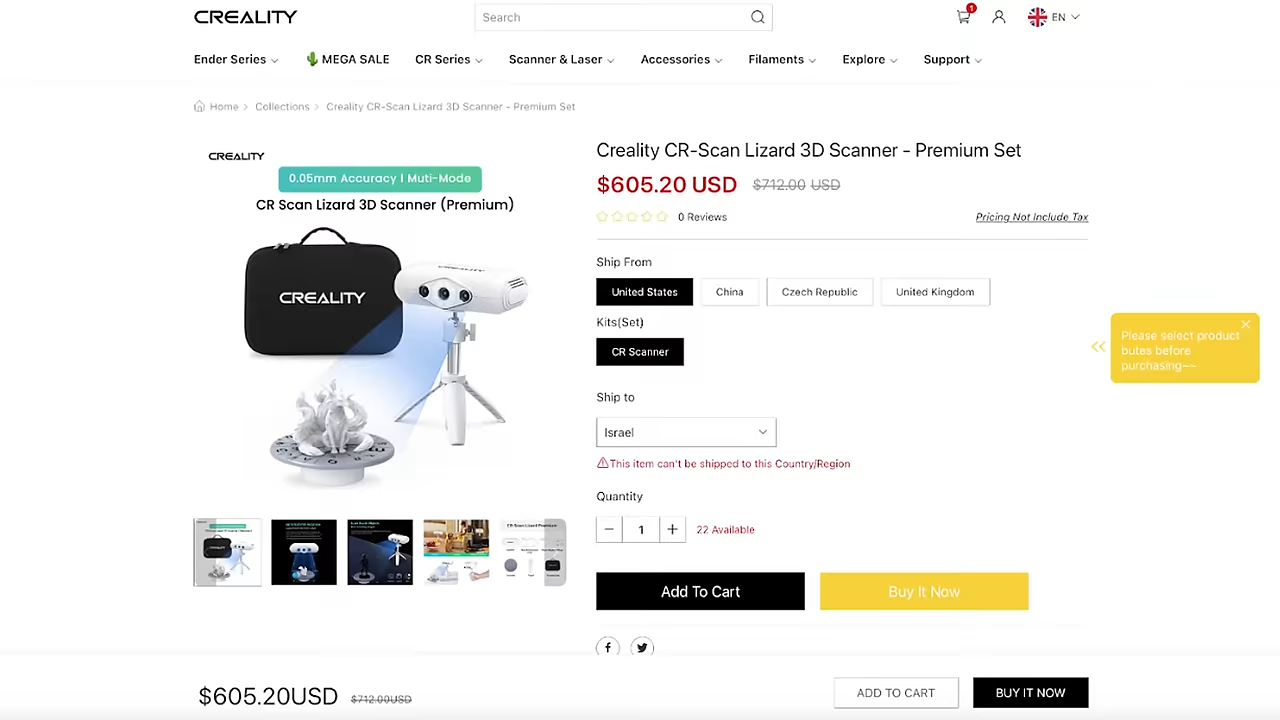 CREALITY
Search
1
EN
Ender Series
MEGA SALE
CR Series
Scanner & Laser
Accessories
Filaments
Explore
Support
Home > Collections > Creality CR-Scan Lizard 3D Scanner - Premium Set
CREALITY
0.05mm Accuracy | Muti-Mode
CR Scan Lizard 3D Scanner (Premium)
CREALITY
CREALITY
Creality CR-Scan Lizard 3D Scanner - Premium Set
$605.20 USD $712.00 USD
0 Reviews
Pricing Not Include Tax
Ship From
United States
China
Czech Republic
United Kingdom
Kits(Set)
CR Scanner
Ship to
Israel
This item can't be shipped to this Country/Region
Quantity
− 1 +
22 Available
Add To Cart
Buy It Now
<<
Please select product
butes before
purchasing~~
$605.20USD $712.00USD
ADD TO CART
BUY IT NOW